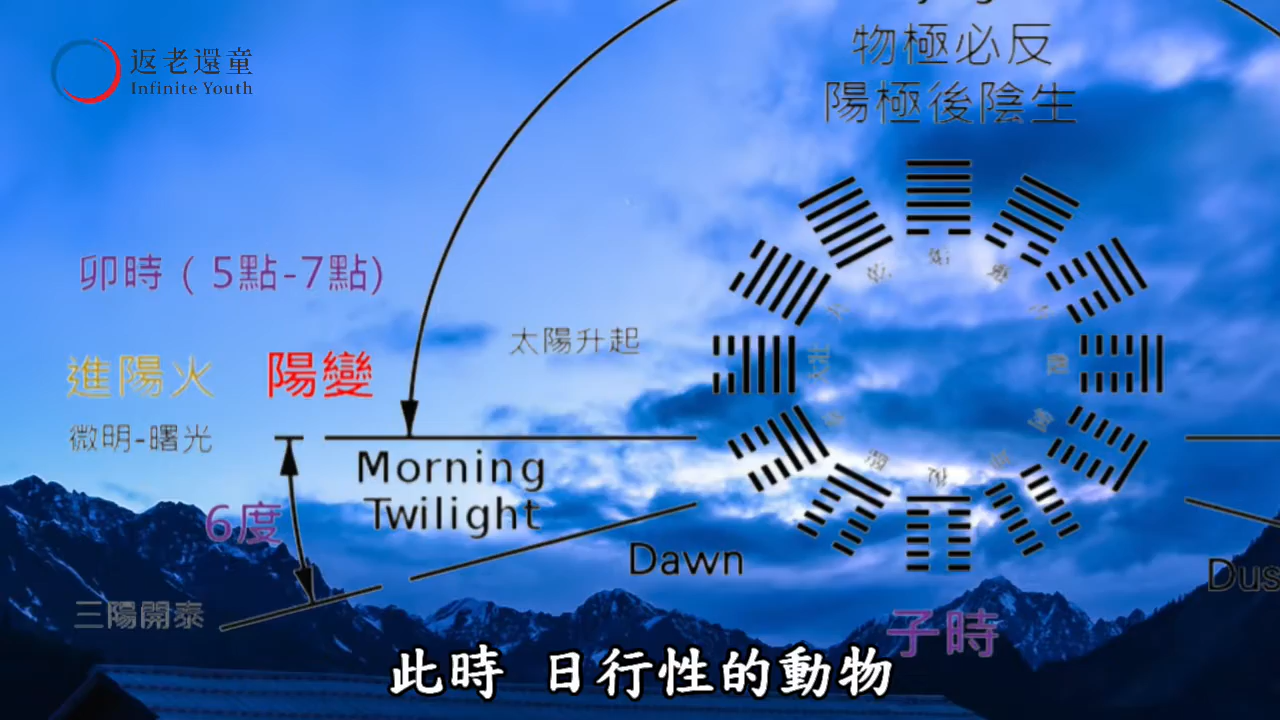 返老還童
Infinite Youth
物極必反
陽極後陰生
卯時（5點-7點)
太陽升起
進陽火 陽變
微明-曙光
Morning
Twilight
6度
Dawn
三陽開泰
子時
此時 日行性的動物